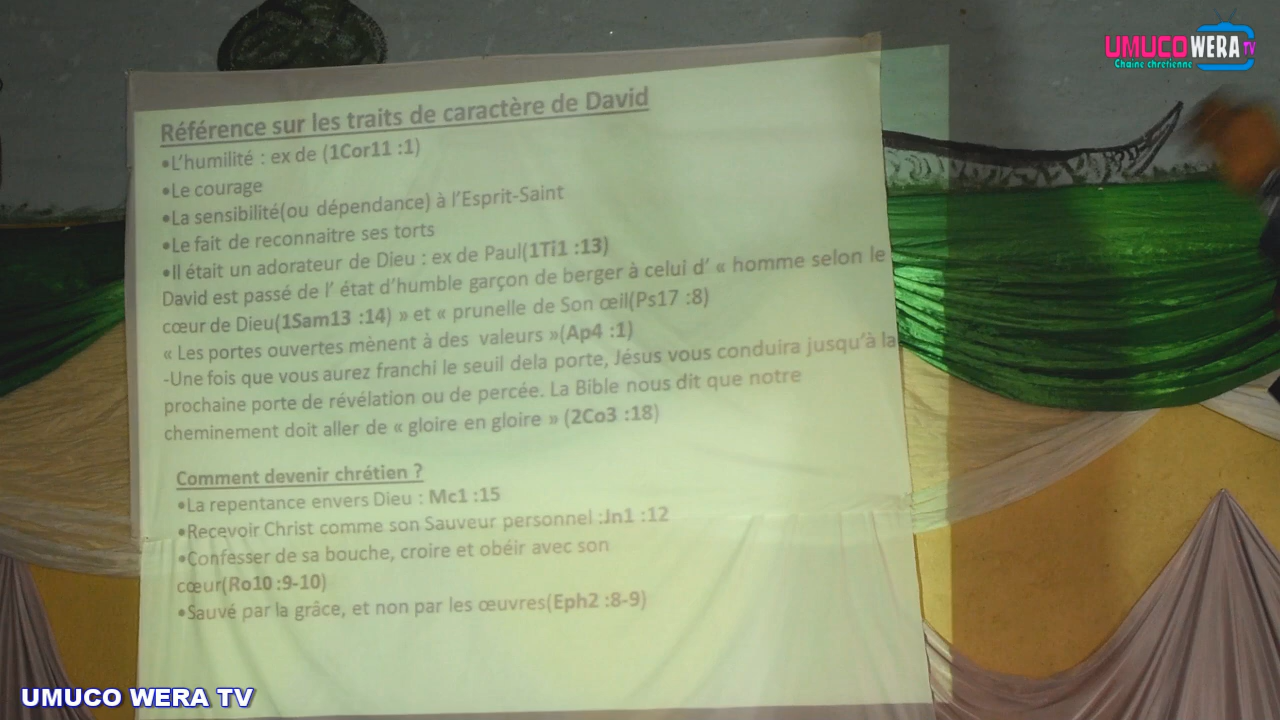 UMUCO WERA TV
Chaine chretienne
Référence sur les traits de caractère de David
•L'humilité : ex de (1Cor11 :1)
•Le courage
•La sensibilité(ou dépendance) à l'Esprit-Saint
•Le fait de reconnaitre ses torts
•Il était un adorateur de Dieu : ex de Paul(1Ti1 :13)
David est passé de l' état d'humble garçon de berger à celui d' « homme selon le
cœur de Dieu(1Sam13 :14) » et « prunelle de Son œil(Ps17 :8)
« Les portes ouvertes mènent à des valeurs »(Ap4 :1)
-Une fois que vous aurez franchi le seuil dela porte, Jésus vous conduira jusqu'à la
prochaine porte de révélation ou de percée. La Bible nous dit que notre
cheminement doit aller de « gloire en gloire » (2Co3 :18)
Comment devenir chrétien ?
•La repentance envers Dieu : Mc1 :15
•Recevoir Christ comme son Sauveur personnel :Jn1 :12
•Confesser de sa bouche, croire et obéir avec son
cœur(Ro10 :9-10)
•Sauvé par la grâce, et non par les œuvres(Eph2 :8-9)
UMUCO WERA TV